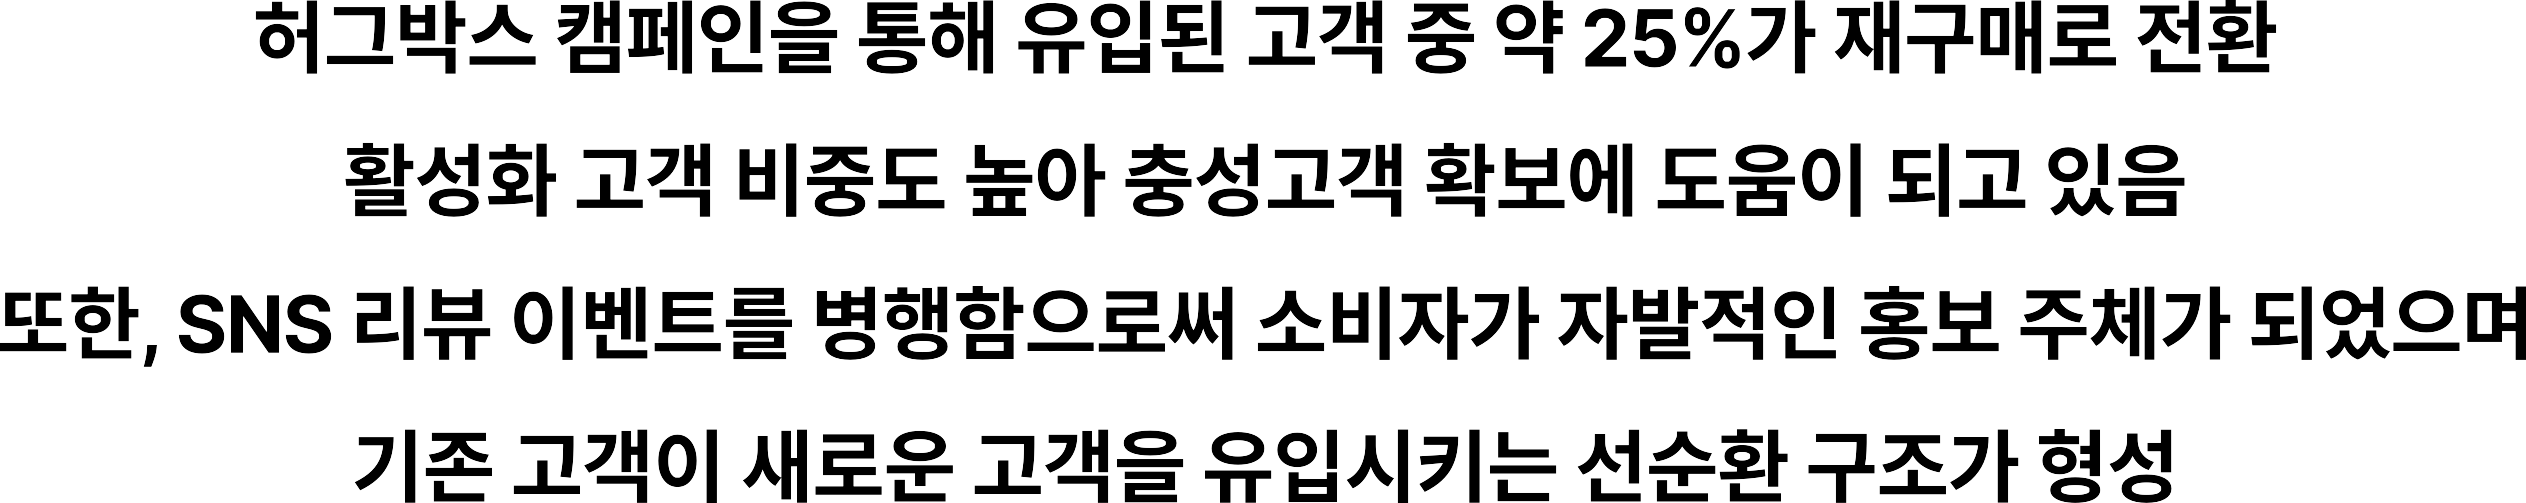 허그박스 캠페인을 통해 유입된 고객 중 약 25%가 재구매로 전환
활성화 고객 비중도 높아 충성고객 확보에 도움이 되고 있음
또한, SNS 리뷰 이벤트를 병행함으로써 소비자가 자발적인 홍보 주체가 되었으며
기존 고객이 새로운 고객을 유입시키는 선순환 구조가 형성